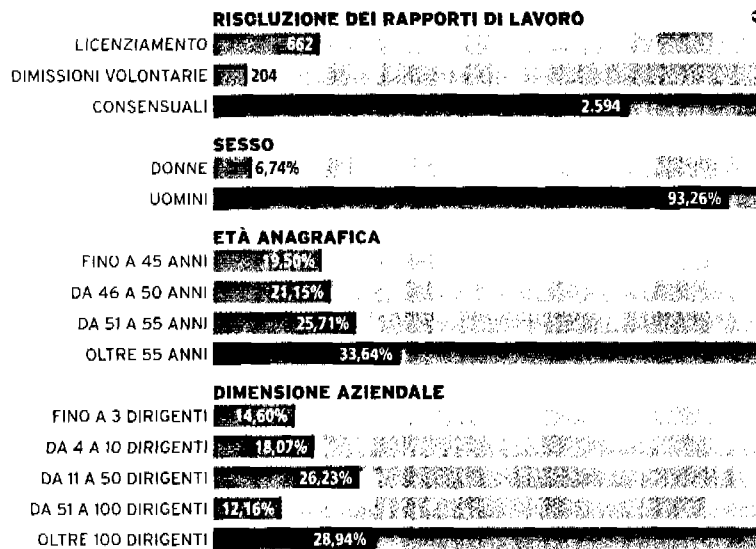 RISOLUZIONE DEI RAPPORTI DI LAVORO
LICENZIAMENTO 662
DIMISSIONI VOLONTARIE 204
CONSENSUALI 2.594
SESSO
DONNE 6,74%
UOMINI 93,26%
ETÀ ANAGRAFICA
FINO A 45 ANNI 19,50%
DA 46 A 50 ANNI 21,15%
DA 51 A 55 ANNI 25,71%
OLTRE 55 ANNI 33,64%
DIMENSIONE AZIENDALE
FINO A 3 DIRIGENTI 14,60%
DA 4 A 10 DIRIGENTI 18,07%
DA 11 A 50 DIRIGENTI 26,23%
DA 51 A 100 DIRIGENTI 12,16%
OLTRE 100 DIRIGENTI 28,94%